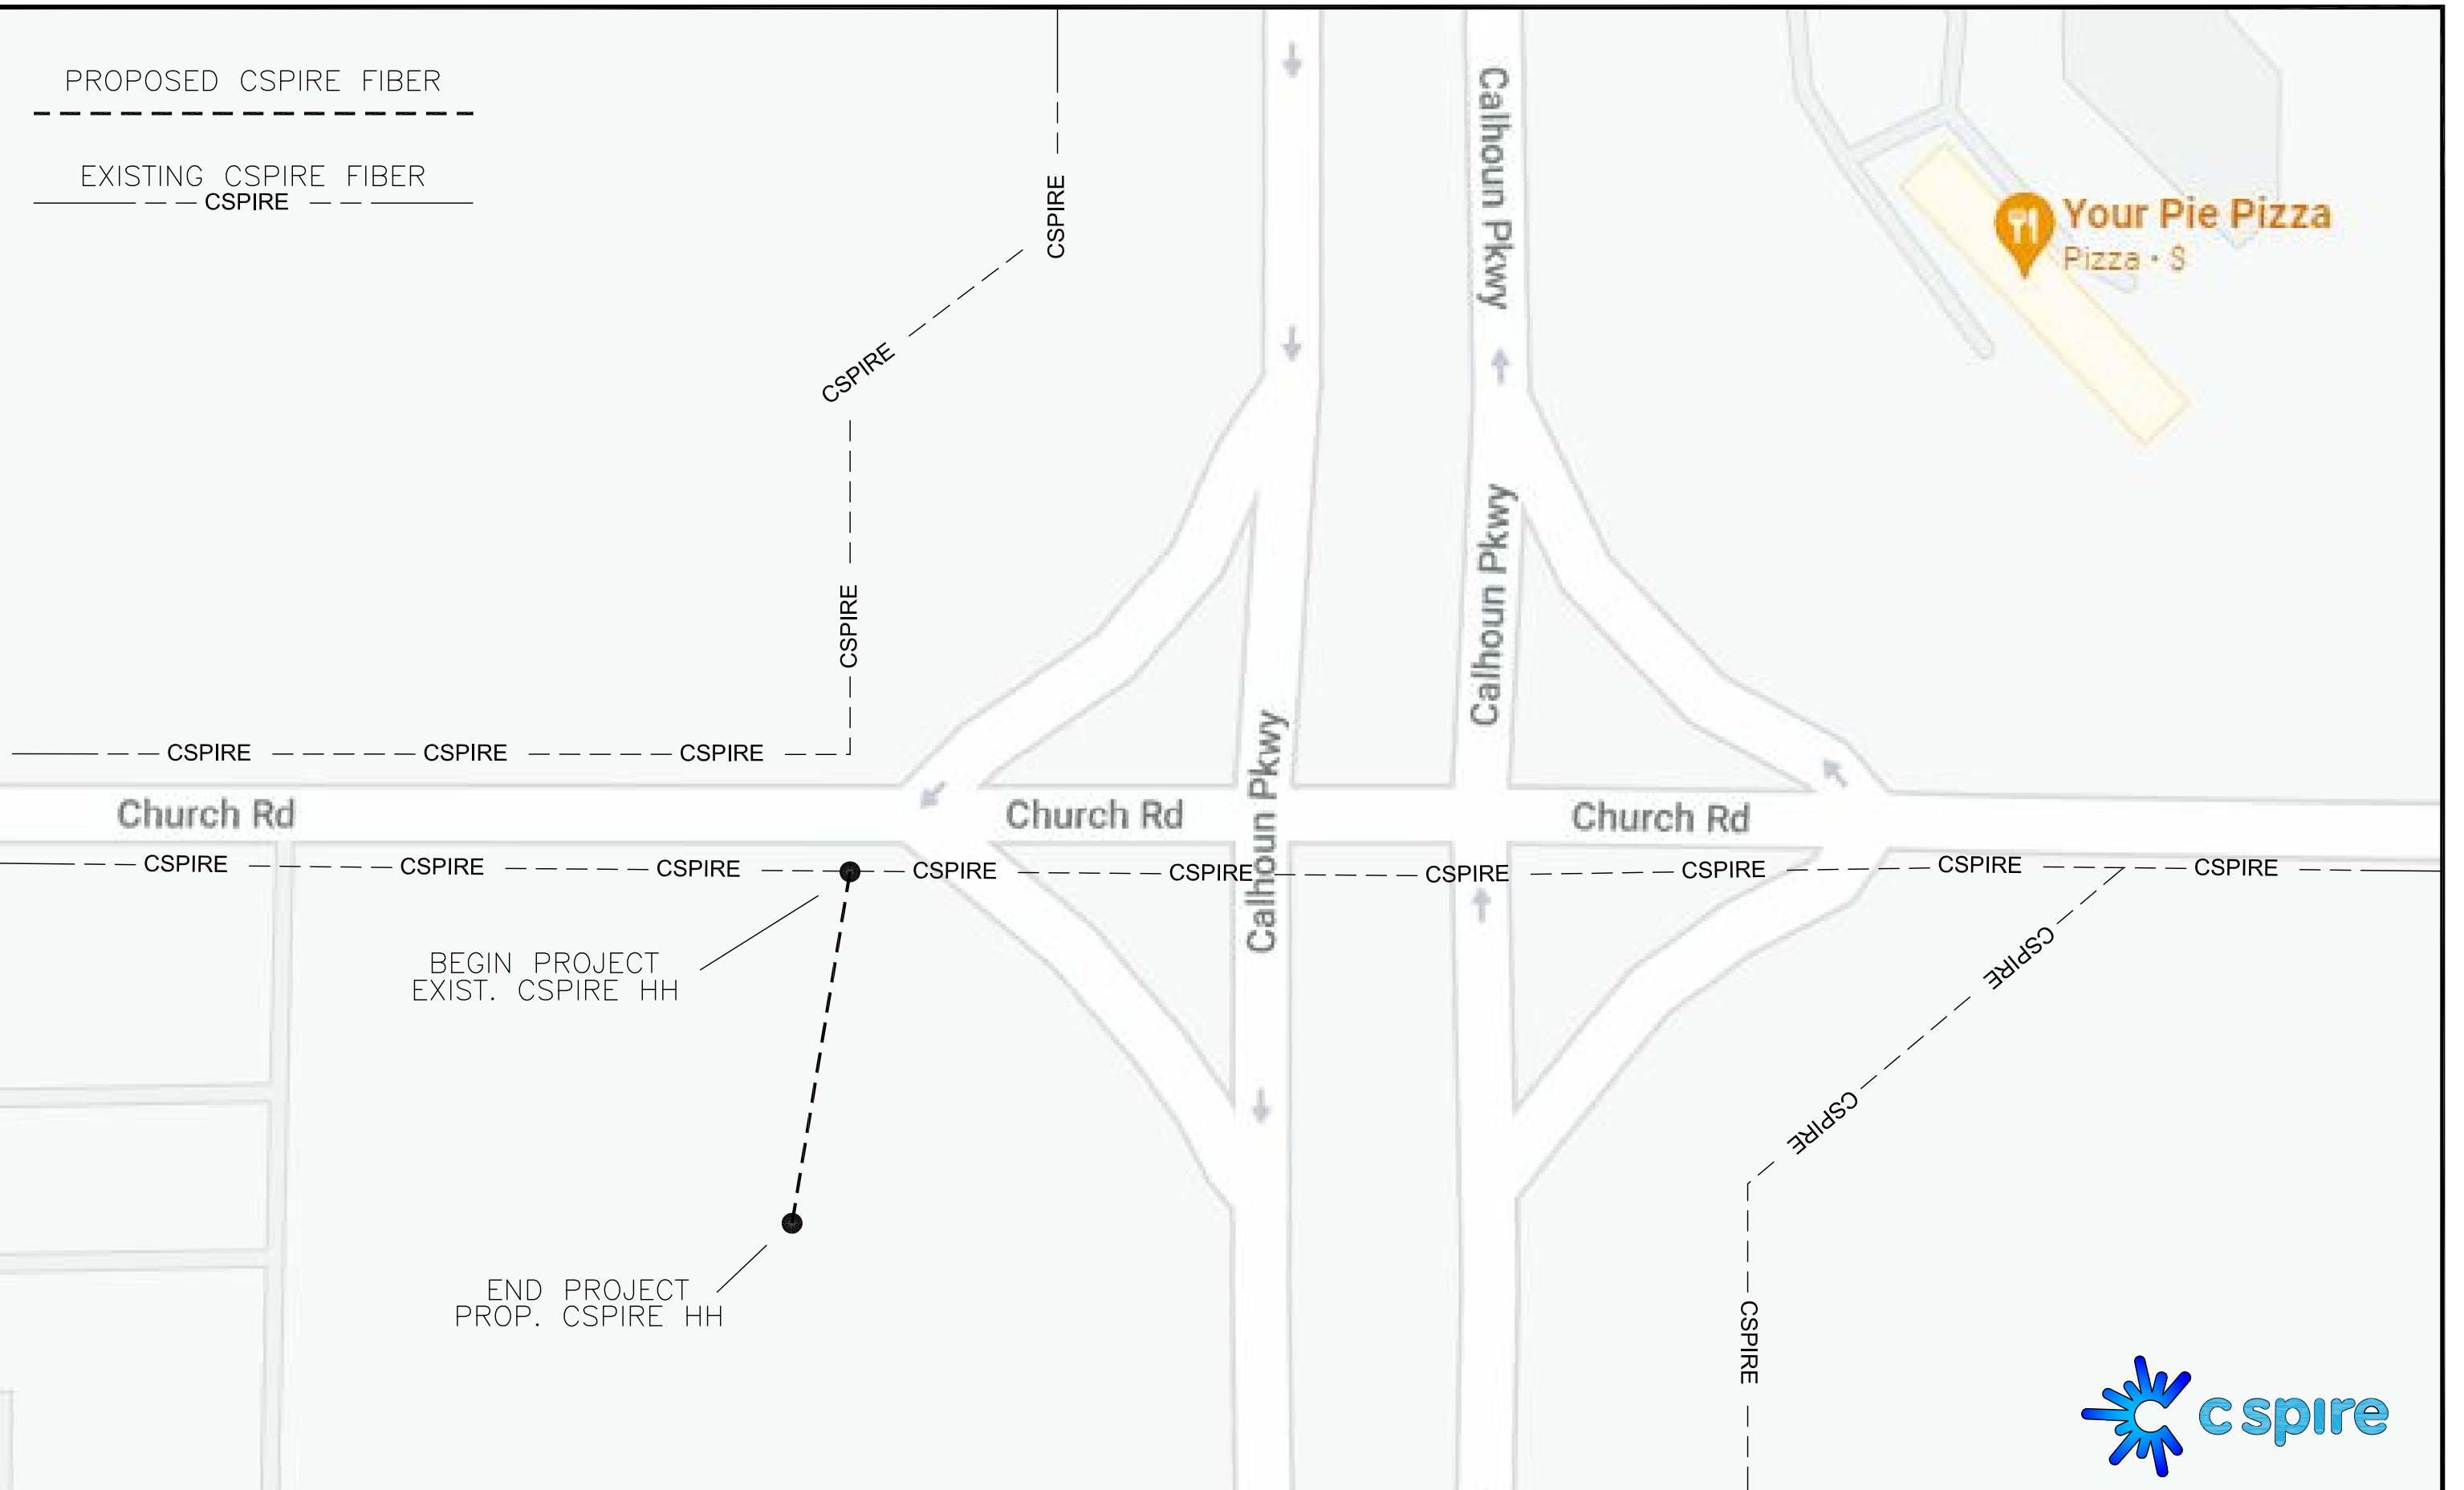 PROPOSED CSPIRE FIBER
EXISTING CSPIRE FIBER
CSPIRE
CSPIRE
CSPIRE
CSPIRE
Calhoun Pkwy
Your Pie Pizza
Pizza · $
Calhoun Pkwy
Calhoun Pkwy
CSPIRE
CSPIRE
CSPIRE
Church Rd
Church Rd
Church Rd
CSPIRE
CSPIRE
CSPIRE
CSPIRE
CSPIRE
CSPIRE
CSPIRE
CSPIRE
CSPIRE
CSPIRE
CSPIRE
CSPIRE
BEGIN PROJECT
EXIST. CSPIRE HH
END PROJECT
PROP. CSPIRE HH
c spire